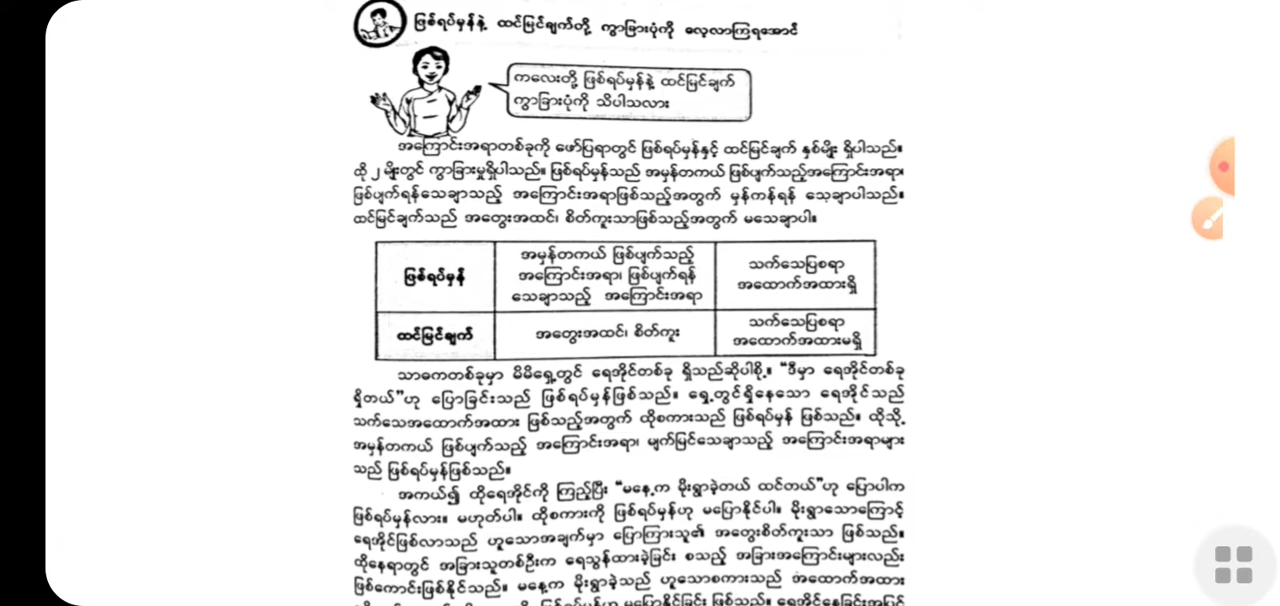 ဖြစ်ရပ်မှန်နဲ့ ထင်မြင်ချက်တို့ ကွာခြားပုံကို လေ့လာကြရအောင်
ကလေးတို့ ဖြစ်ရပ်မှန်နဲ့ ထင်မြင်ချက်
ကွာခြားပုံကို သိပါသလား
အကြောင်းအရာတစ်ခုကို ဖော်ပြရာတွင် ဖြစ်ရပ်မှန်နှင့် ထင်မြင်ချက် နှစ်မျိုး ရှိပါသည်။
ထို ၂ မျိုးတွင် ကွာခြားမှုရှိပါသည်။ ဖြစ်ရပ်မှန်သည် အမှန်တကယ် ဖြစ်ပျက်သည့်အကြောင်းအရာ၊
ဖြစ်ပျက်ရန်သေချာသည့် အကြောင်းအရာဖြစ်သည့်အတွက် မှန်ကန်ရန် သေချာပါသည်။
ထင်မြင်ချက်သည် အတွေးအထင်၊ စိတ်ကူးသာဖြစ်သည့်အတွက် မသေချာပါ။
ဖြစ်ရပ်မှန်
အမှန်တကယ် ဖြစ်ပျက်သည့်
အကြောင်းအရာ၊ ဖြစ်ပျက်ရန်
သေချာသည့် အကြောင်းအရာ
သက်သေပြစရာ
အထောက်အထားရှိ
ထင်မြင်ချက်
အတွေးအထင်၊ စိတ်ကူး
သက်သေပြစရာ
အထောက်အထားမရှိ
သာဓကတစ်ခုမှာ မိမိရှေ့တွင် ရေအိုင်တစ်ခု ရှိသည်ဆိုပါစို့။ "ဒီမှာ ရေအိုင်တစ်ခု
ရှိတယ်"ဟု ပြောခြင်းသည် ဖြစ်ရပ်မှန်ဖြစ်သည်။ ရှေ့တွင်ရှိနေသော ရေအိုင်သည်
သက်သေအထောက်အထား ဖြစ်သည့်အတွက် ထိုစကားသည် ဖြစ်ရပ်မှန် ဖြစ်သည်။ ထိုသို့
အမှန်တကယ် ဖြစ်ပျက်သည့် အကြောင်းအရာ၊ မျက်မြင်သေချာသည့် အကြောင်းအရာများ
သည် ဖြစ်ရပ်မှန်ဖြစ်သည်။
အကယ်၍ ထိုရေအိုင်ကို ကြည့်ပြီး "မနေ့က မိုးရွာခဲ့တယ် ထင်တယ်"ဟု ပြောပါက
ဖြစ်ရပ်မှန်လား။ မဟုတ်ပါ။ ထိုစကားကို ဖြစ်ရပ်မှန်ဟု မပြောနိုင်ပါ။ မိုးရွာသောကြောင့်
ရေအိုင်ဖြစ်လာသည် ဟူသောအချက်မှာ ပြောကြားသူ၏ အတွေးစိတ်ကူးသာ ဖြစ်သည်။
ထိုနေရာတွင် အခြားသူတစ်ဦးက ရေသွန်ထားခဲ့ခြင်း စသည့် အခြားအကြောင်းများလည်း
ဖြစ်ကောင်းဖြစ်နိုင်သည်။ မနေ့က မိုးရွာခဲ့သည် ဟူသောစကားသည် အထောက်အထား
ဖြစ်ရပ်မှန်ဟု မပြောနိုင်ခြင်း ဖြစ်သည်။ ရေအိုင်နေခြင်းအပြင်